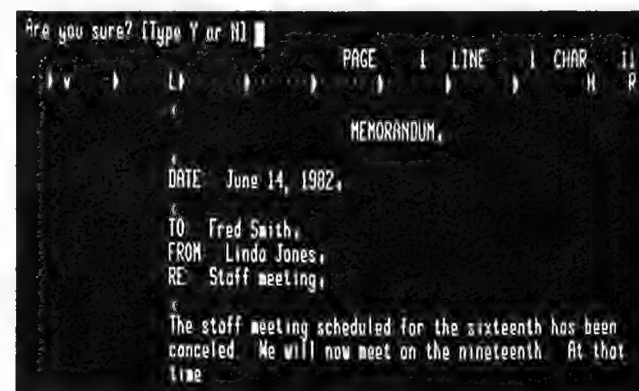 Are you sure? [Type Y or N]
PAGE 1 LINE 1 CHAR 11
v L M R
MEMORANDUM
DATE: June 14, 1982
TO: Fred Smith
FROM: Linda Jones
RE: Staff meeting
The staff meeting scheduled for the sixteenth has been
canceled. We will now meet on the nineteenth. At that
time